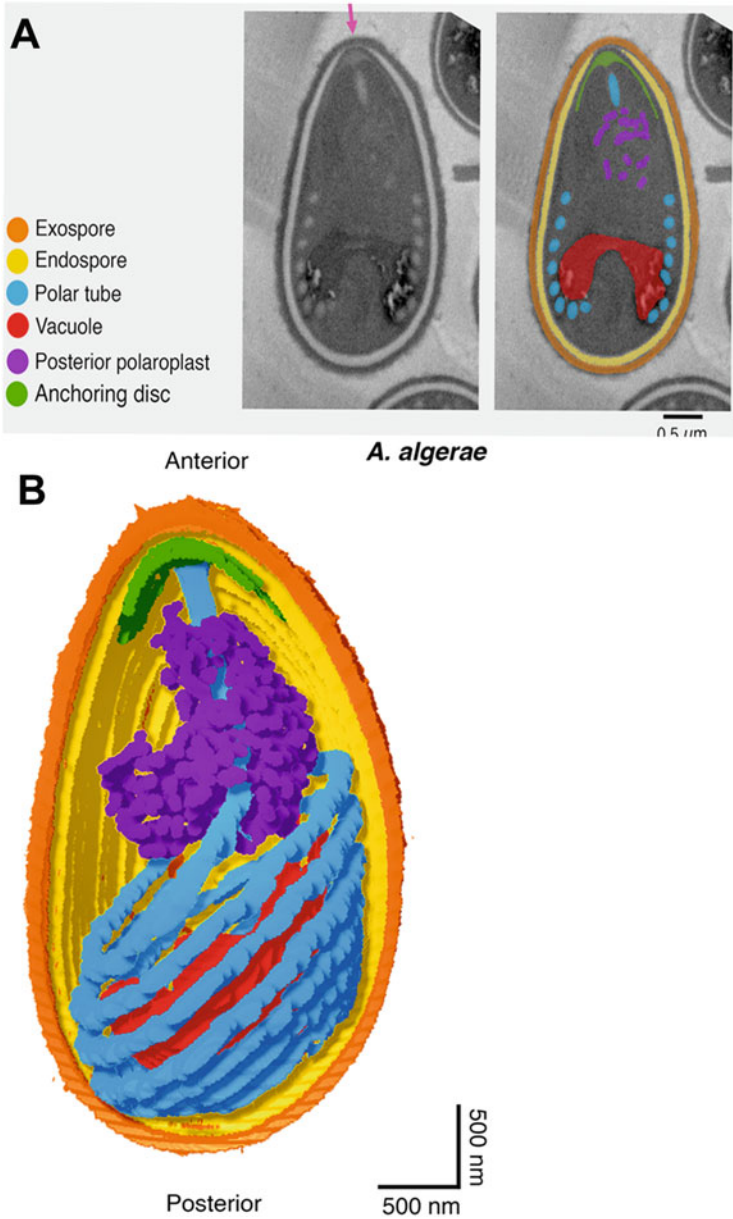 A
Exospore
Endospore
Polar tube
Vacuole
Posterior polaroplast
Anchoring disc
0.5 µm
A. algerae
Anterior
B
500 nm
500 nm
Posterior